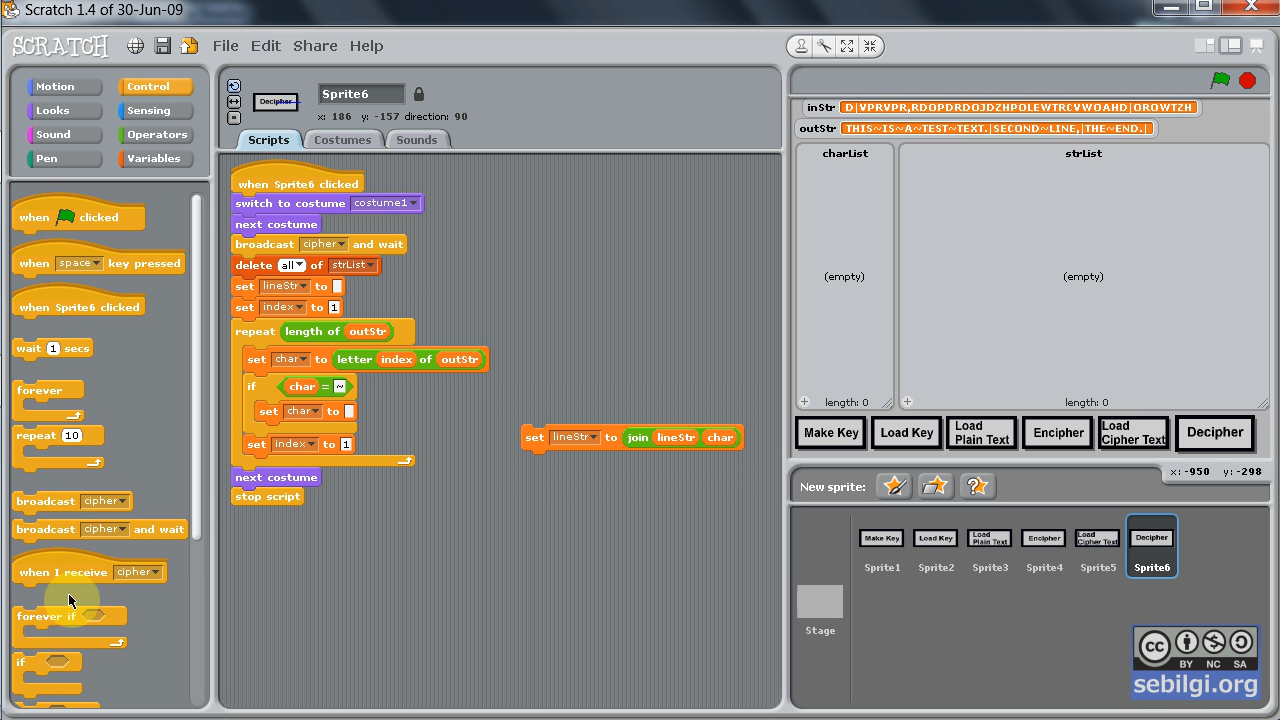 Scratch 1.4 of 30-Jun-09
SCRATCH File Edit Share Help
Motion Control
Looks Sensing
Sound Operators
Pen Variables
when clicked
when space key pressed
when Sprite6 clicked
wait 1 secs
forever
repeat 10
broadcast cipher
broadcast cipher and wait
when I receive cipher
forever if
if
Decipher
Sprite6
x: 186 y: -157 direction: 90
Scripts Costumes Sounds
when Sprite6 clicked
switch to costume costume1
next costume
broadcast cipher and wait
delete all of strList
set lineStr to
set index to 1
repeat length of outStr
set char to letter index of outStr
if char = ~
set char to
set index to 1
next costume
stop script
set lineStr to join lineStr char
inStr D|VPRVPR,RDOPDRDOJDZHPOLEWTRCVWOAHD|OROWTZH
outStr THIS~IS~A~TEST~TEXT.|SECOND~LINE,|THE~END.|
charList strList
(empty) (empty)
+ length: 0 + length: 0
Make Key Load Key Load Plain Text Encipher Load Cipher Text Decipher
x: -950 y: -298
New sprite:
Make Key Load Key Load Plain Text Encipher Load Cipher Text Decipher
Sprite1 Sprite2 Sprite3 Sprite4 Sprite5 Sprite6
Stage
CC BY NC SA
sebilgi.org